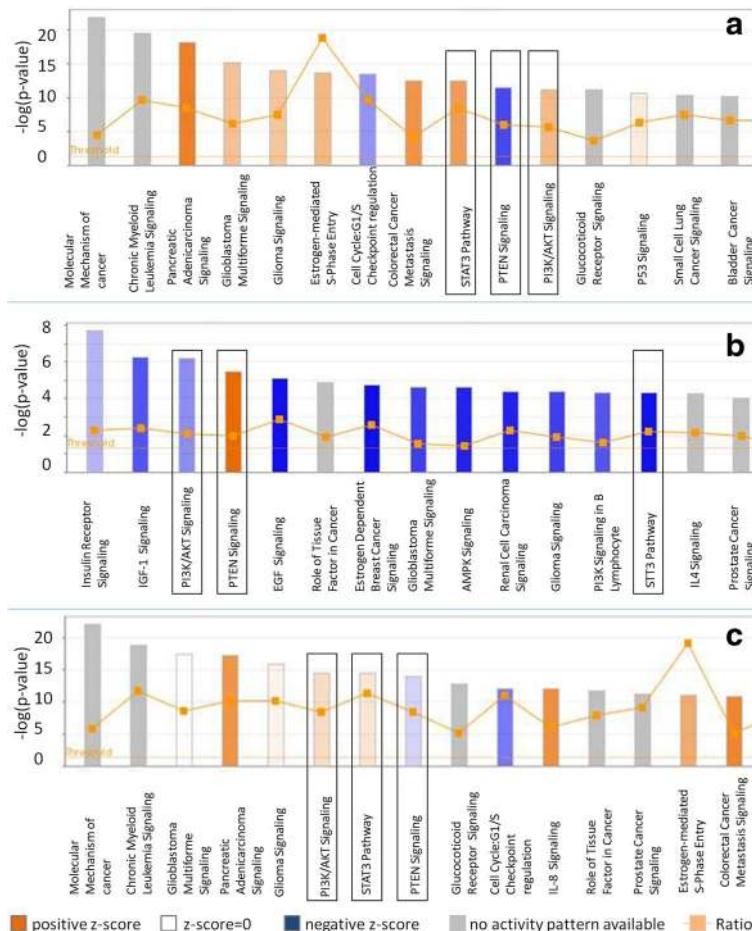 a
-log(p-value)
20
15
10
5
0
Threshold
Molecular
Mechanism of
cancer
Chronic Myeloid
Leukemia Signaling
Pancreatic
Adenicarcinoma
Signaling
Glioblastoma
Multiforme Signaling
Glioma Signaling
Estrogen-mediated
S-Phase Entry
Cell Cycle:G1/S
Checkpoint regulation
Colorectal Cancer
Metastasis
Signaling
STAT3 Pathway
PTEN Signaling
PI3K/AKT Signaling
Glucocoticoid
Receptor Signaling
P53 Signaling
Small Cell Lung
Cancer Signaling
Bladder Cancer
Signaling
b
-log(p-value)
8
6
4
2
0
Threshold
Insulin Receptor
Signaling
IGF-1 Signaling
PI3K/AKT Signaling
PTEN Signaling
EGF Signaling
Role of Tissue
Factor in Cancer
Estrogen Dependent
Breast Cancer
Signaling
Glioblastoma
Multiforme Signaling
AMPK Signaling
Renal Cell Carcinoma
Signaling
Glioma Signaling
PI3K Signaling in B
Lymphocyte
STT3 Pathway
IL4 Signaling
Prostate Cancer
Signaling
c
-log(p-value)
20
15
10
5
0
Threshold
Molecular
Mechanism of
cancer
Chronic Myeloid
Leukemia Signaling
Glioblastoma
Multiforme
Signaling
Pancreatic
Adenicarcinoma
Signaling
Glioma Signaling
PI3K/AKT Signaling
STAT3 Pathway
PTEN Signaling
Glucocoticoid
Receptor Signaling
Cell Cycle:G1/S
Checkpoint
regulation
IL-8 Signaling
Role of Tissue
Factor in Cancer
Prostate Cancer
Signaling
Estrogen-mediated
S-Phase Entry
Colorectal Cancer
Metastasis Signaling
positive z-score z-score=0 negative z-score no activity pattern available Ratio